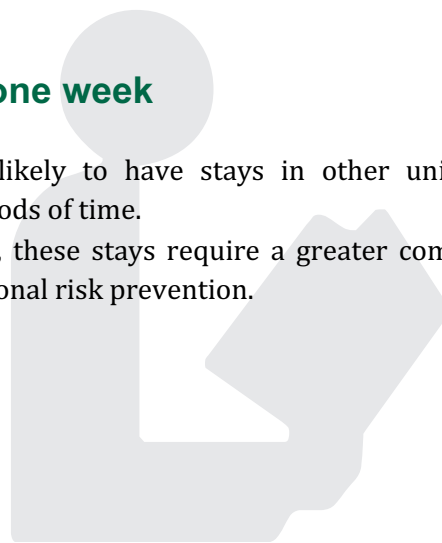 one week
likely to have stays in other uni
ods of time.
, these stays require a greater com
onal risk prevention.